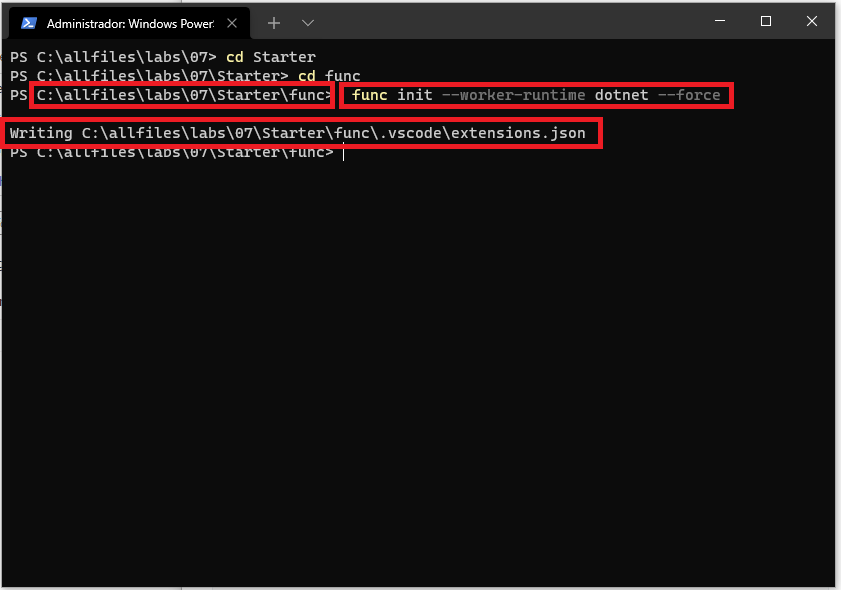 Administrador: Windows Power
PS C:\allfiles\labs\07> cd Starter
PS C:\allfiles\labs\07\Starter> cd func
PS C:\allfiles\labs\07\Starter\func> func init --worker-runtime dotnet --force
Writing C:\allfiles\labs\07\Starter\func\.vscode\extensions.json
PS C:\allfiles\labs\07\Starter\func>